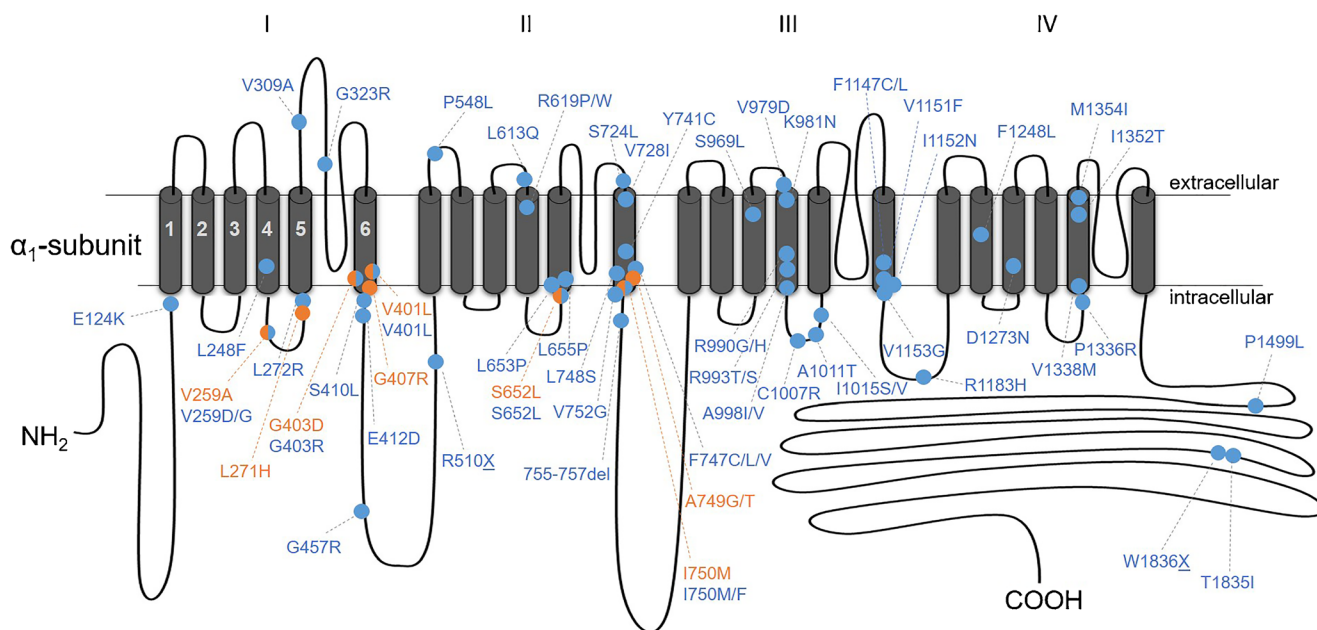 I II III IV
F1147C/L
V309A
G323R
P548L
R619P/W
L613Q
Y741C
S724L
V728I
V979D
K981N
S969L
V1151F
I1152N
F1248L
M1354I
I1352T
extracellular
1 2 3 4 5 6
α1-subunit
intracellular
E124K
L248F
V259A
V259D/G
L272R
L271H
G403D
G403R
S410L
V401L
V401L
G407R
E412D
G457R
R510X
L653P
L655P
S652L
S652L
L748S
V752G
755-757del
F747C/L/V
A749G/T
I750M
I750M/F
R990G/H
R993T/S
A998I/V
C1007R
A1011T
I1015S/V
V1153G
R1183H
D1273N
V1338M
P1336R
P1499L
NH2
W1836X
T1835I
COOH